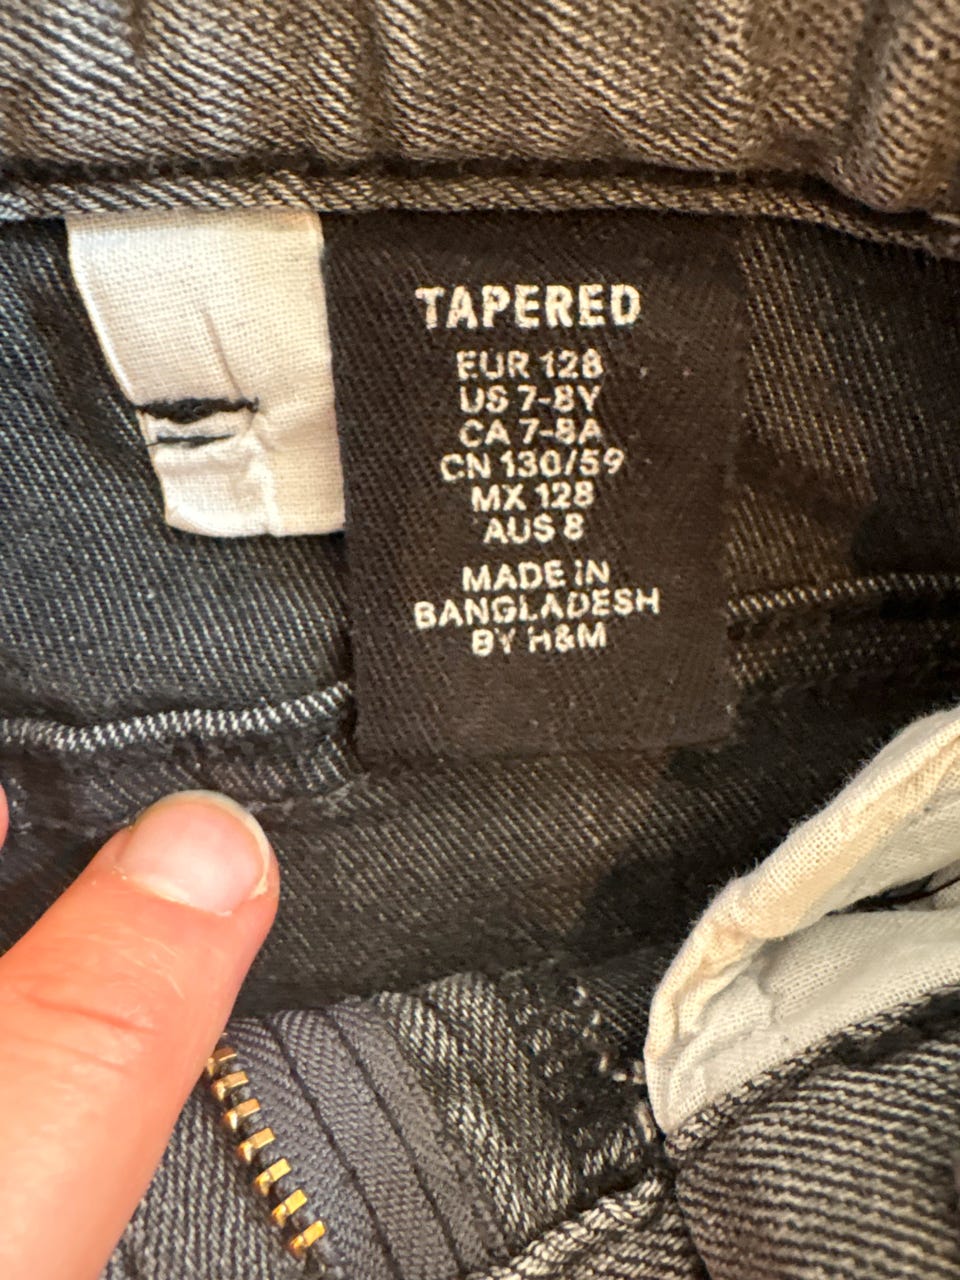 TAPERED
EUR 128
US 7-8Y
CA 7-8A
CN 130/59
MX 128
AUS 8
MADE IN
BANGLADESH
BY H&M